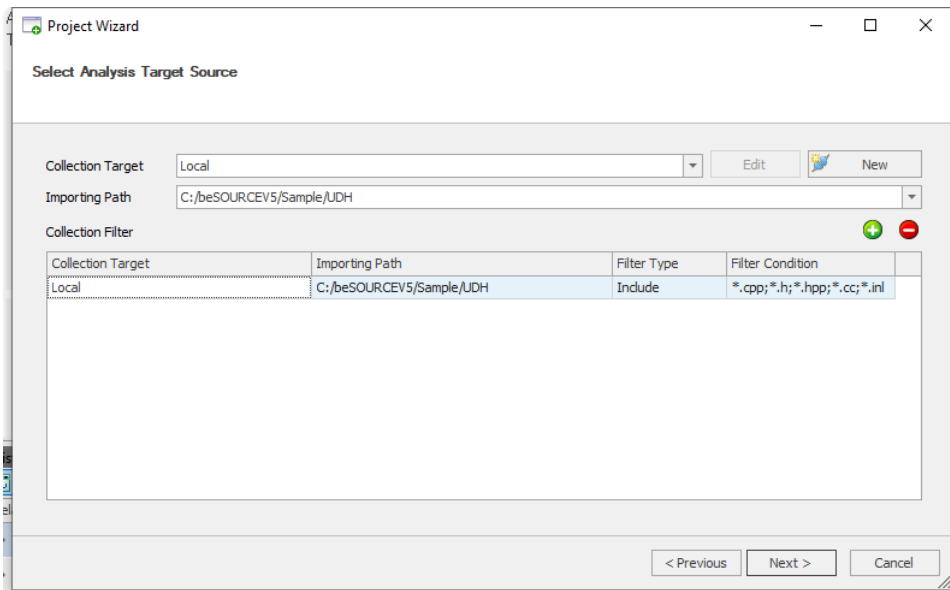 Project Wizard
Select Analysis Target Source
Collection Target Local Edit New
Importing Path C:/beSOURCEV5/Sample/UDH
Collection Filter
Collection Target Importing Path Filter Type Filter Condition
Local C:/beSOURCEV5/Sample/UDH Include *.cpp;*.h;*.hpp;*.cc;*.inl
< Previous Next > Cancel